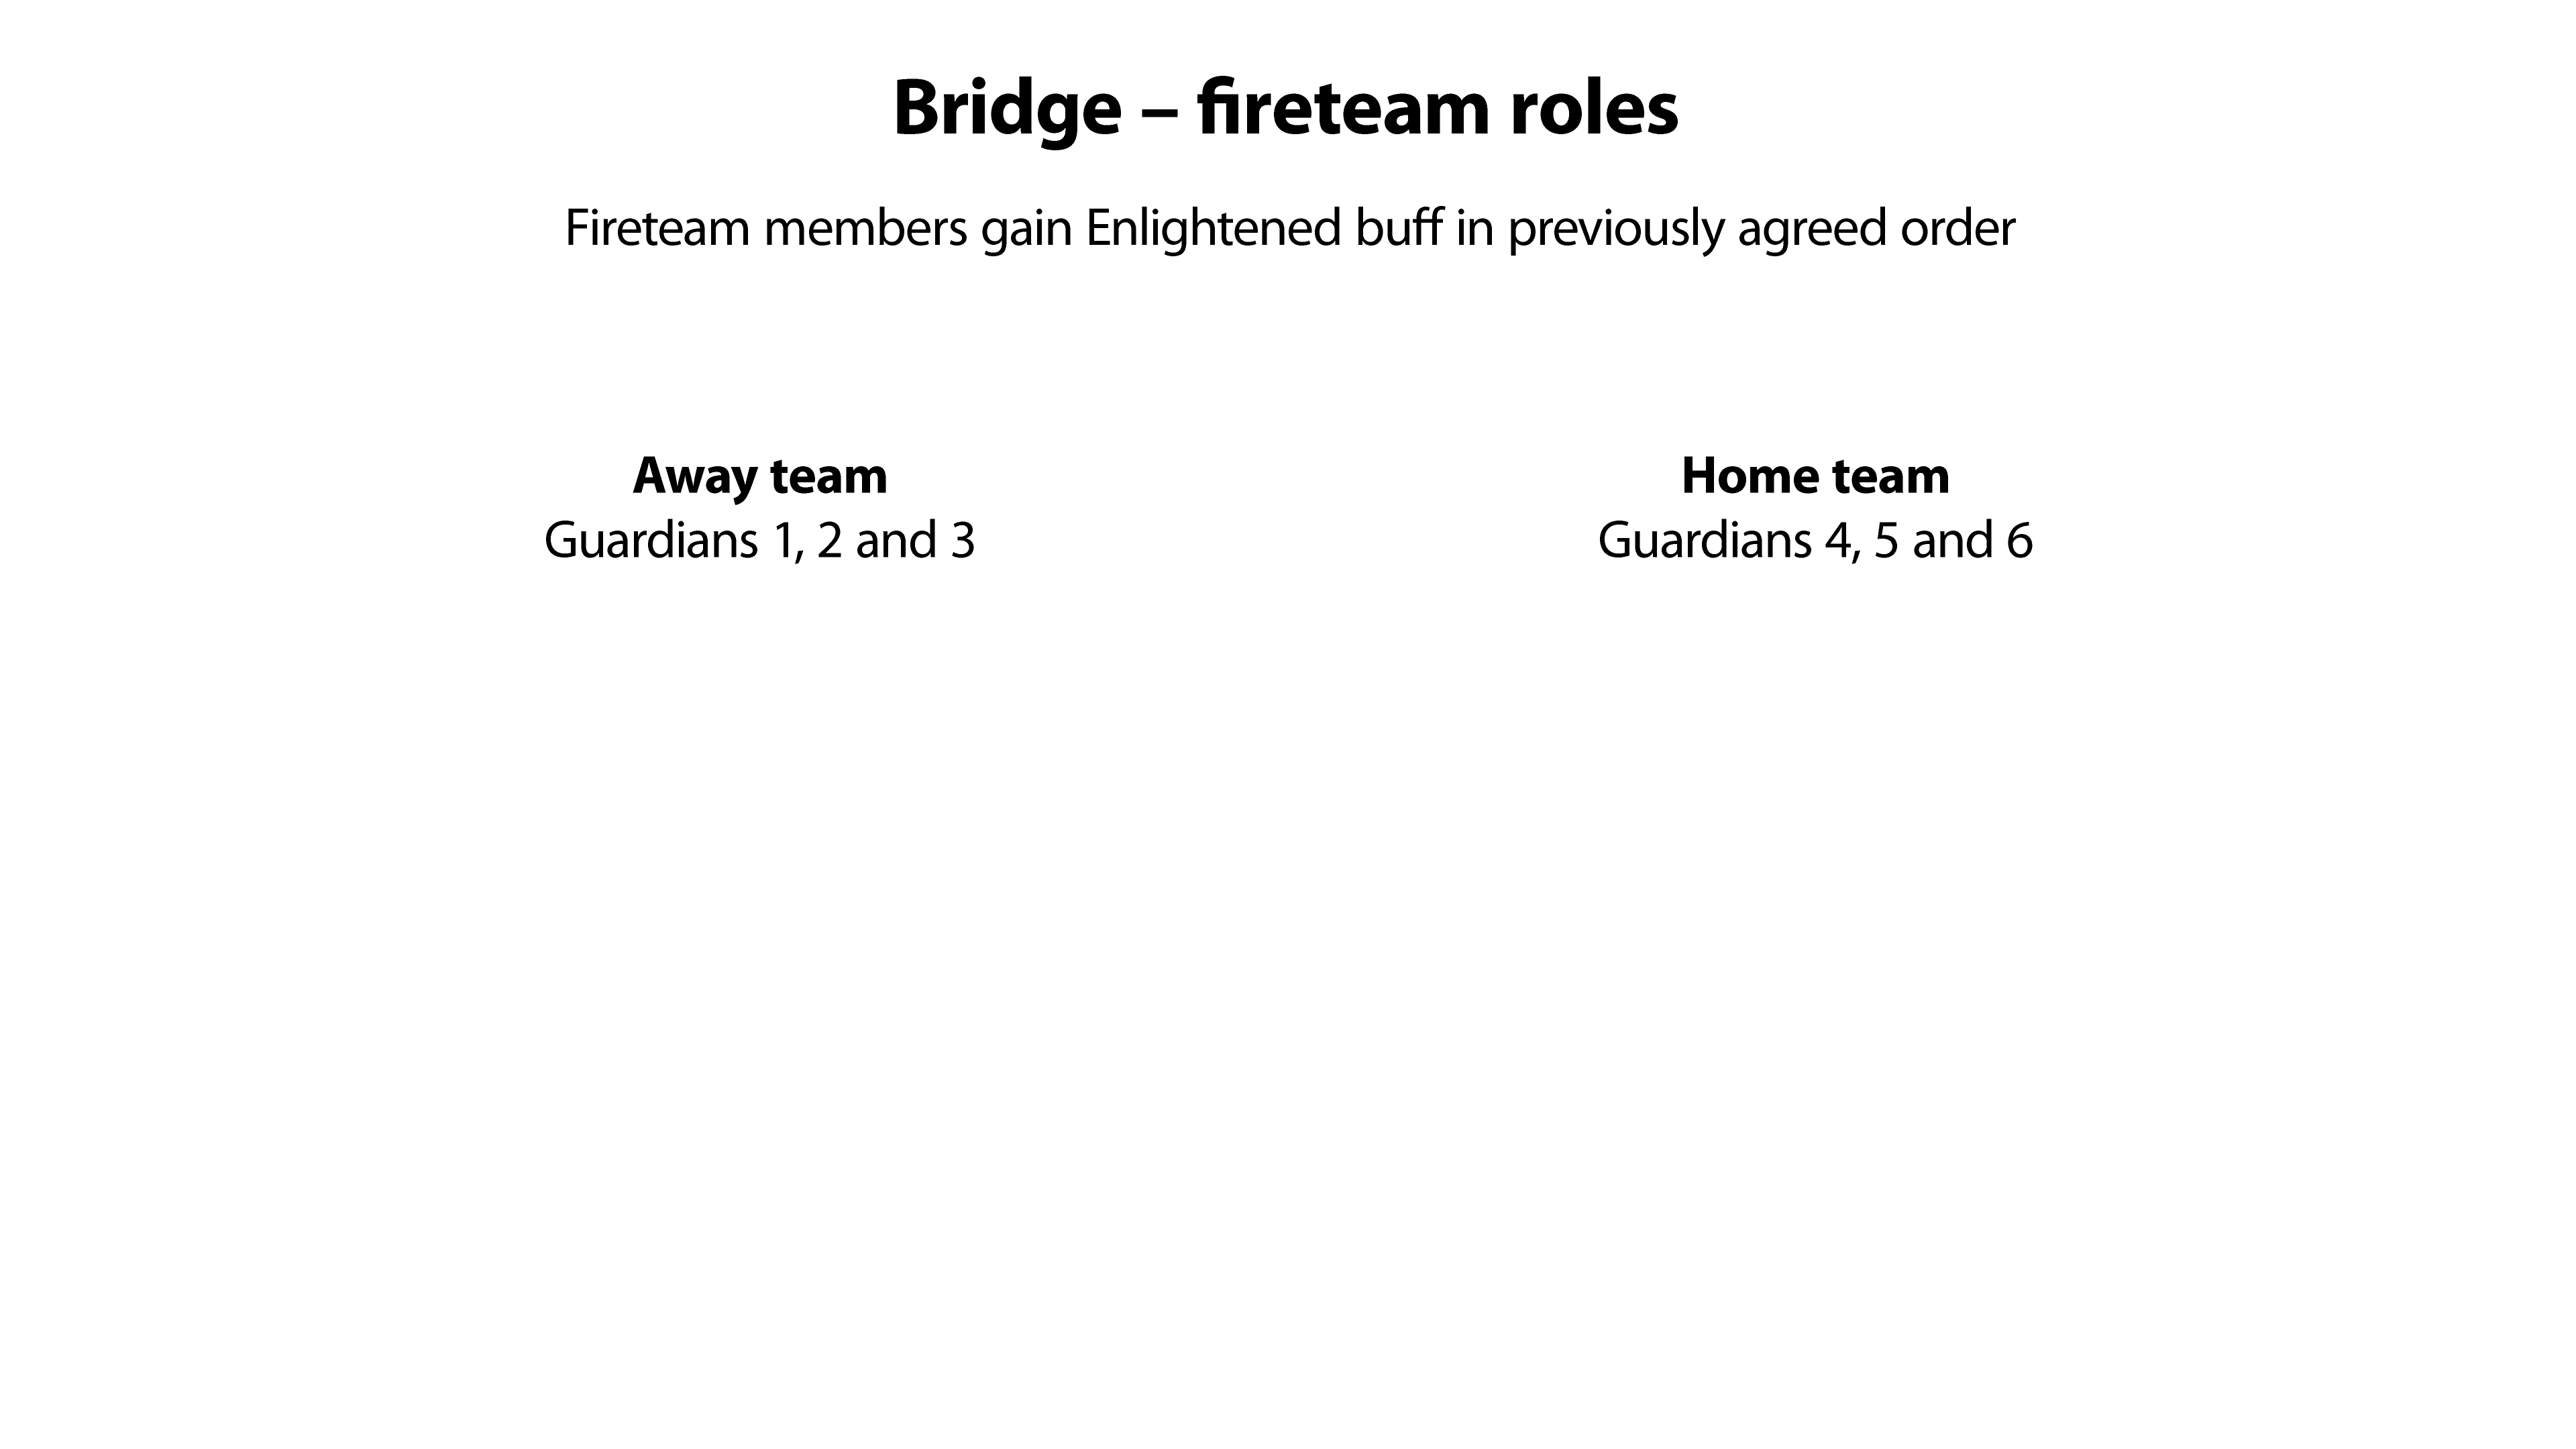 Bridge – fireteam roles
Fireteam members gain Enlightened buff in previously agreed order
Away team
Guardians 1, 2 and 3
Home team
Guardians 4, 5 and 6